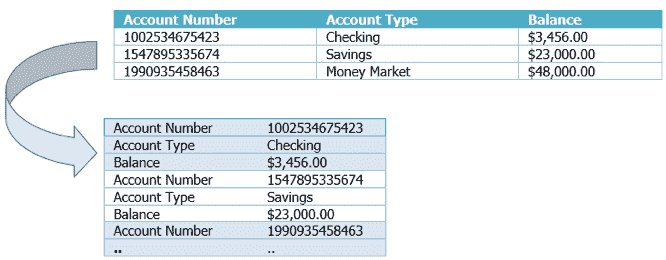 Account Number Account Type Balance
1002534675423 Checking $3,456.00
1547895335674 Savings $23,000.00
1990935458463 Money Market $48,000.00
Account Number 1002534675423
Account Type Checking
Balance $3,456.00
Account Number 1547895335674
Account Type Savings
Balance $23,000.00
Account Number 1990935458463
.. ..